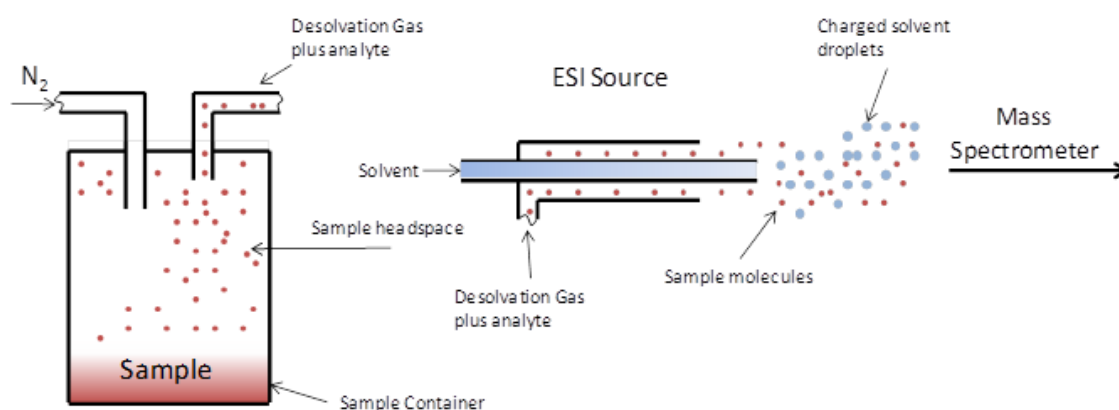 Desolvation Gas
plus analyte
N2
Sample headspace
Sample
Sample Container
ESI Source
Solvent
Desolvation Gas
plus analyte
Charged solvent
droplets
Sample molecules
Mass
Spectrometer